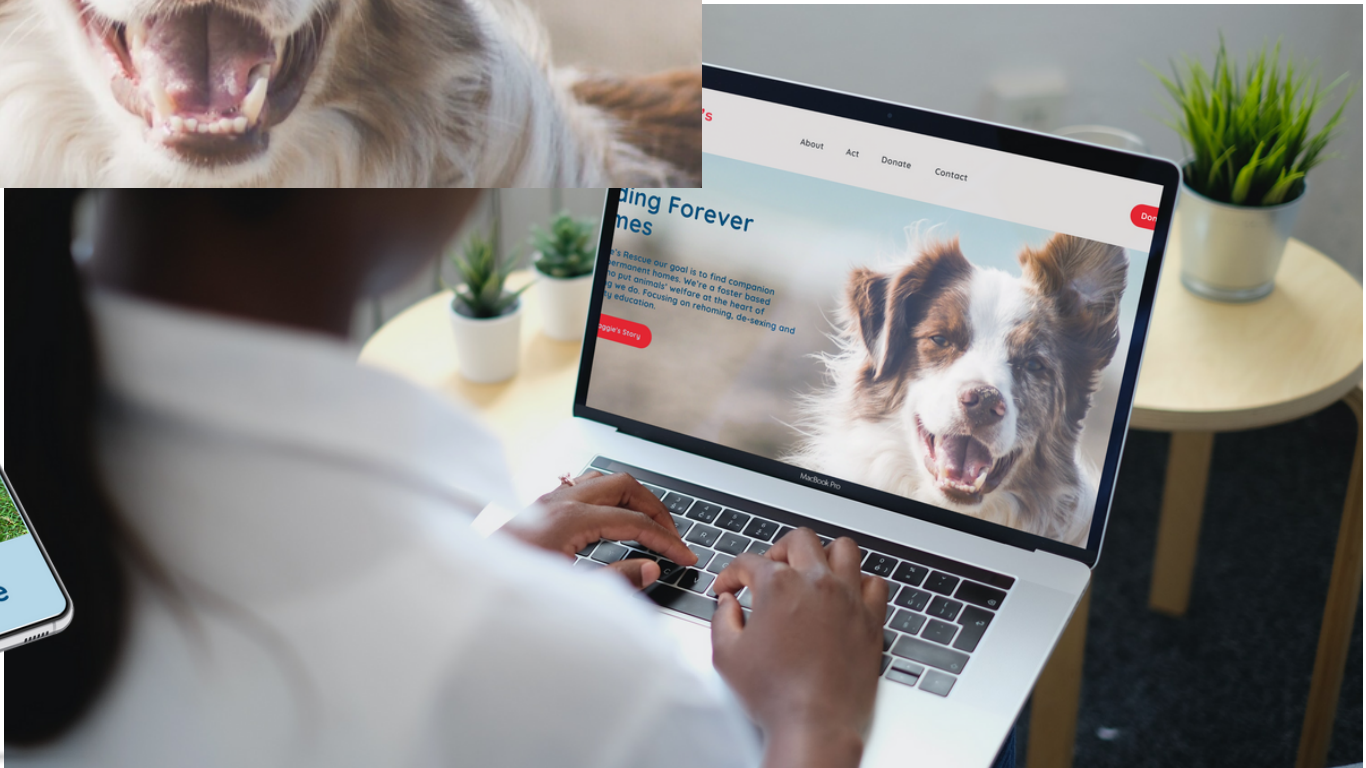 's
About Act Donate Contact
Don
ding Forever
mes
e's Rescue our goal is to find companion
ermanent homes. We're a foster based
ho put animals' welfare at the heart of
g we do. Focusing on rehoming, de-sexing and
ty education.
aggie's Story
MacBook Pro
e